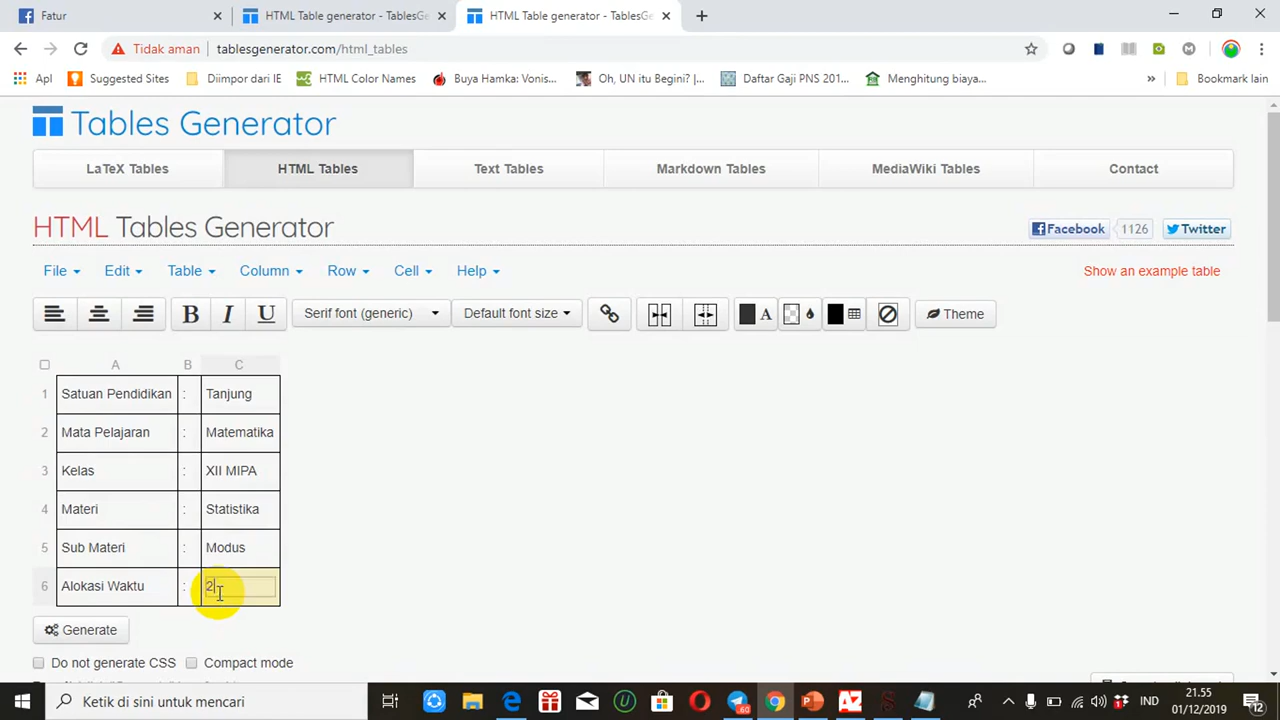 Fatur
HTML Table generator - TablesGe
HTML Table generator - TablesGe
Tidak aman
tablesgenerator.com/html_tables
Apl
Suggested Sites
Diimpor dari IE
HTML Color Names
Buya Hamka: Vonis...
Oh, UN itu Begini? |...
Daftar Gaji PNS 201...
Menghitung biaya...
»
Bookmark lain
Tables Generator
LaTeX Tables
HTML Tables
Text Tables
Markdown Tables
MediaWiki Tables
Contact
HTML Tables Generator
Facebook 1126
Twitter
File Edit Table Column Row Cell Help
Show an example table
B I U Serif font (generic) Default font size A Theme
A B C
1 Satuan Pendidikan : Tanjung
2 Mata Pelajaran : Matematika
3 Kelas : XII MIPA
4 Materi : Statistika
5 Sub Materi : Modus
6 Alokasi Waktu : 2
Generate
Do not generate CSS Compact mode
Ketik di sini untuk mencari
60
IND
21.55
01/12/2019
12